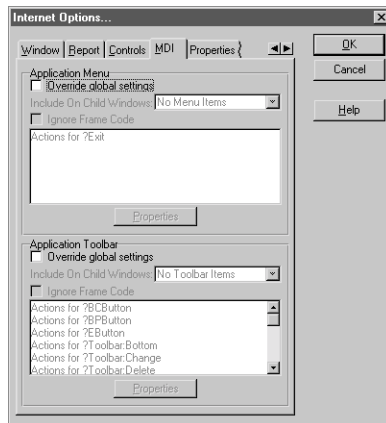 Internet Options...
Window Report Controls MDI Properties
OK
Cancel
Help
Application Menu
Override global settings
Include On Child Windows: No Menu Items
Ignore Frame Code
Actions for ?Exit
Properties
Application Toolbar
Override global settings
Include On Child Windows: No Toolbar Items
Ignore Frame Code
Actions for ?BCButton
Actions for ?BPButton
Actions for ?EButton
Actions for ?Toolbar:Bottom
Actions for ?Toolbar:Change
Actions for ?Toolbar:Delete
Properties